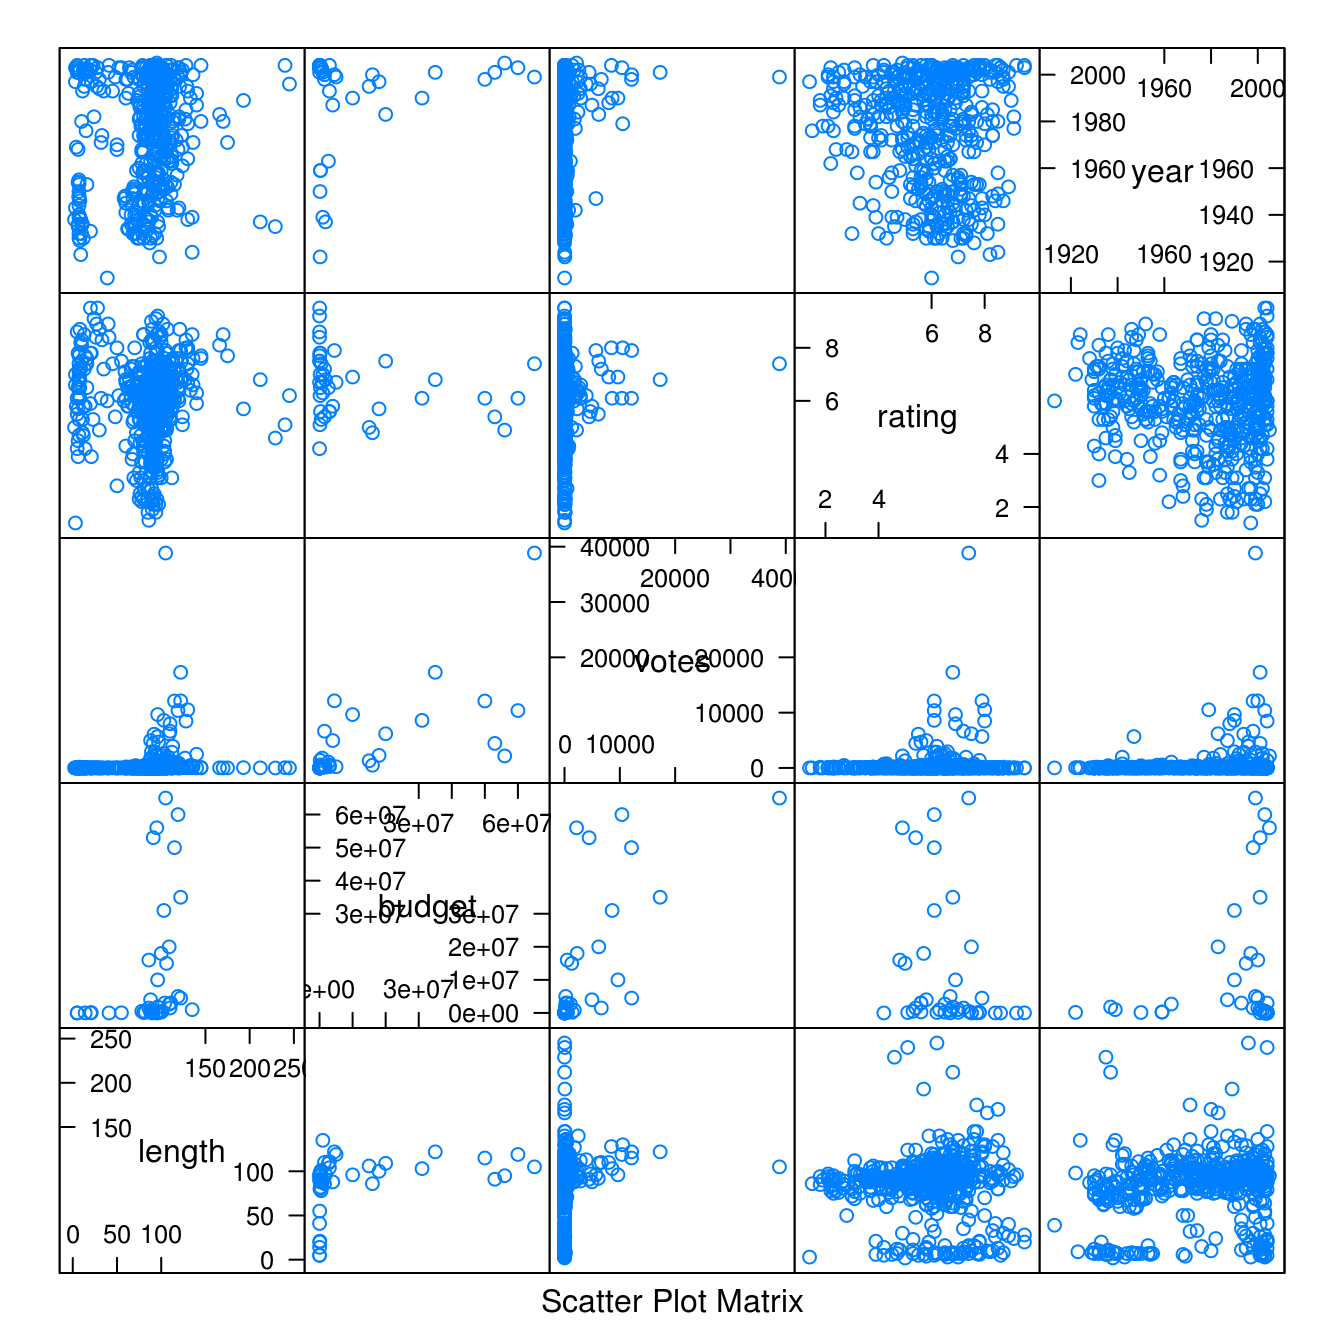 2000 1960 2000
1980
1960 year 1960
1940
1920 1960 1920
6 8
8
6
rating
4
2 4
2
40000
20000 400
30000
20000 votes 20000
10000
0 10000
0
6e+07 3e+07 6e+07
5e+07
4e+07
3e+07 budget 3e+07
2e+07
e+00 3e+07 1e+07
0e+00
250
150 200 250
200
150
length
100
0 50 100
50
0
Scatter Plot Matrix